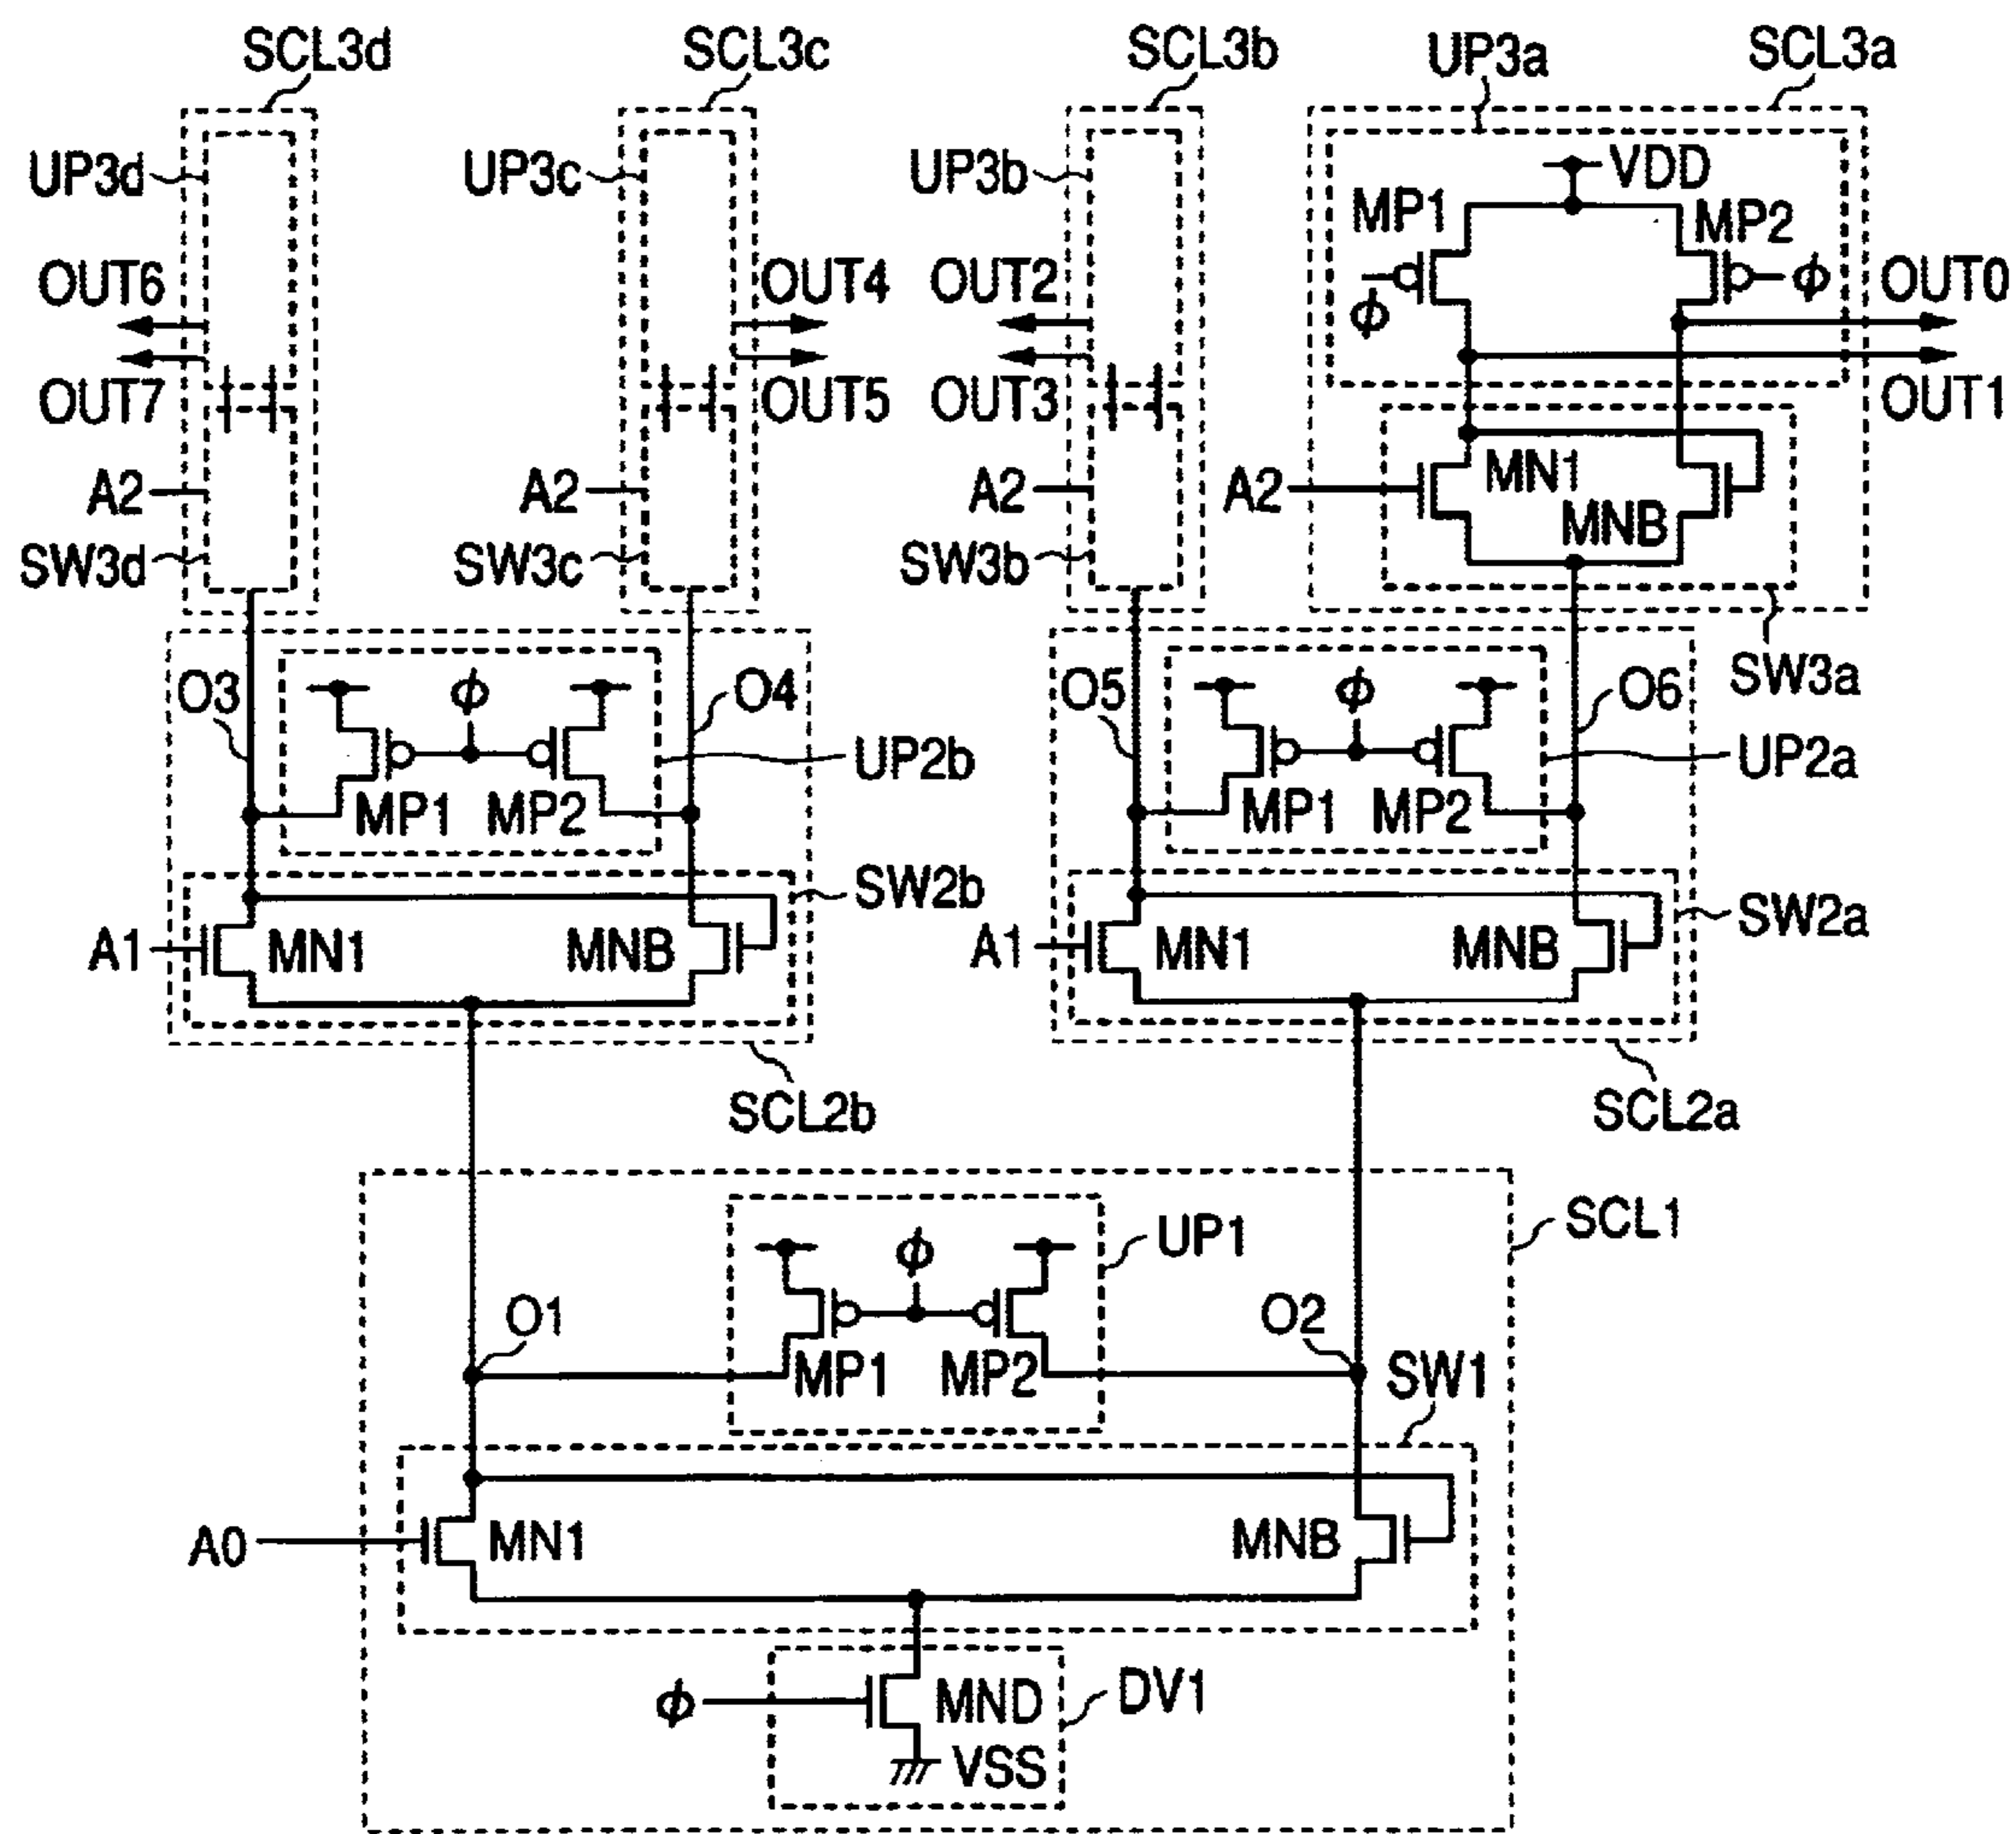 SCL3d SCL3c SCL3b UP3a SCL3a
UP3d UP3c UP3b VDD
MP1 MP2
OUT6 OUT4 OUT2 ϕ ϕ OUT0
OUT7 OUT5 OUT3 OUT1
A2 A2 A2 A2 MN1
MNB
SW3d SW3c SW3b
SW3a
O3 ϕ O4 O5 ϕ O6
UP2b UP2a
MP1 MP2 MP1 MP2
SW2b SW2a
A1 MN1 MNB A1 MN1 MNB
SCL2b SCL2a
SCL1
ϕ UP1
O1 O2
MP1 MP2 SW1
A0 MN1 MNB
ϕ MND DV1
VSS